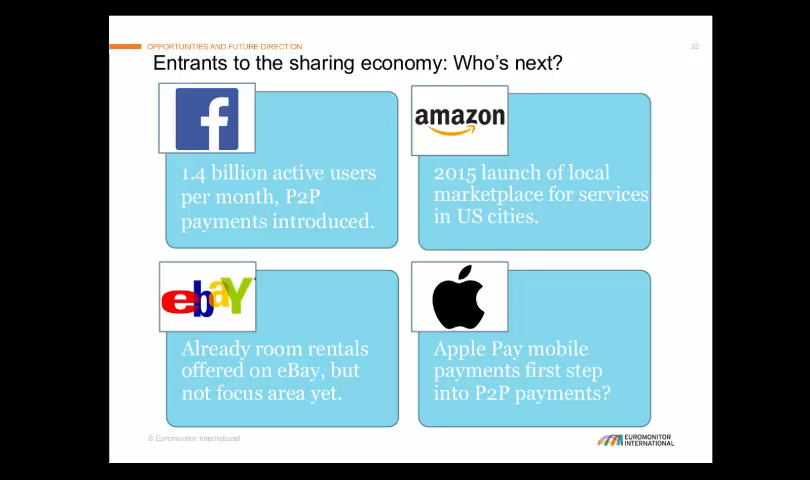 OPPORTUNITIES AND FUTURE DIRECTION
32
Entrants to the sharing economy: Who's next?
f
1.4 billion active users
per month, P2P
payments introduced.
amazon
2015 launch of local
marketplace for services
in US cities.
ebaY
Already room rentals
offered on eBay, but
not focus area yet.
Apple Pay mobile
payments first step
into P2P payments?
© Euromonitor International
EUROMONITOR
INTERNATIONAL